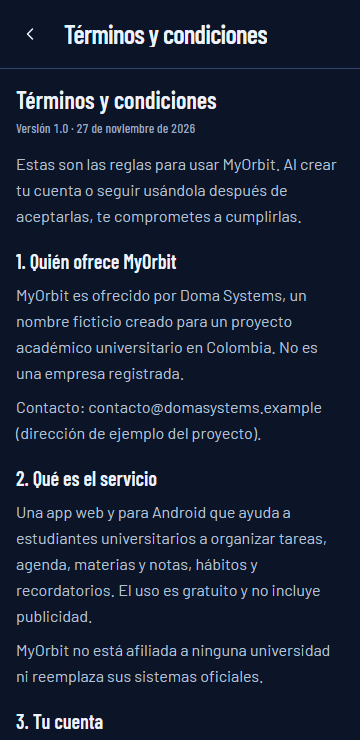 Términos y condiciones
Términos y condiciones
Versión 1.0 · 27 de noviembre de 2026
Estas son las reglas para usar MyOrbit. Al crear
tu cuenta o seguir usándola después de
aceptarlas, te comprometes a cumplirlas.
1. Quién ofrece MyOrbit
MyOrbit es ofrecido por Doma Systems, un
nombre ficticio creado para un proyecto
académico universitario en Colombia. No es
una empresa registrada.
Contacto: contacto@domasystems.example
(dirección de ejemplo del proyecto).
2. Qué es el servicio
Una app web y para Android que ayuda a
estudiantes universitarios a organizar tareas,
agenda, materias y notas, hábitos y
recordatorios. El uso es gratuito y no incluye
publicidad.
MyOrbit no está afiliada a ninguna universidad
ni reemplaza sus sistemas oficiales.
3. Tu cuenta